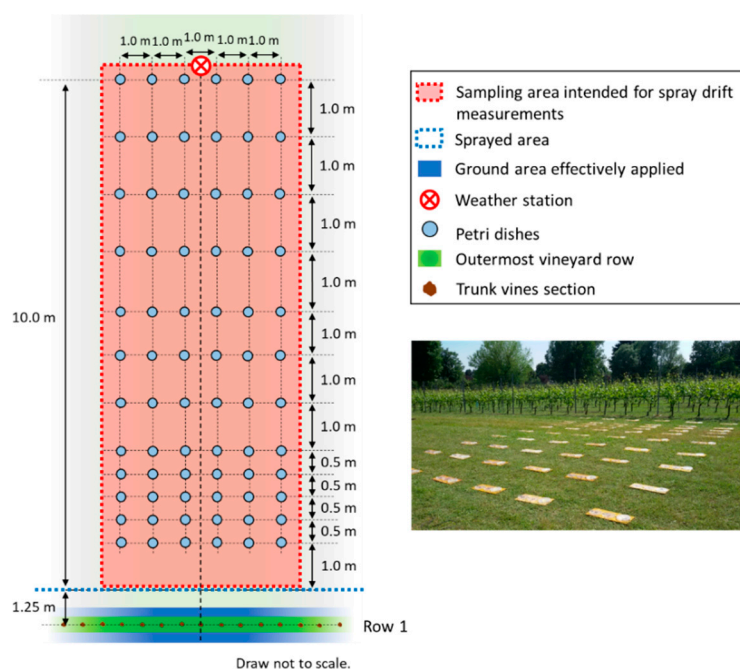 1.0 m 1.0 m 1.0 m 1.0 m 1.0 m
1.0 m
1.0 m
1.0 m
1.0 m
10.0 m
1.0 m
1.0 m
1.0 m
0.5 m
0.5 m
0.5 m
0.5 m
1.0 m
1.25 m
Row 1
Draw not to scale.
Sampling area intended for spray drift
measurements
Sprayed area
Ground area effectively applied
Weather station
Petri dishes
Outermost vineyard row
Trunk vines section